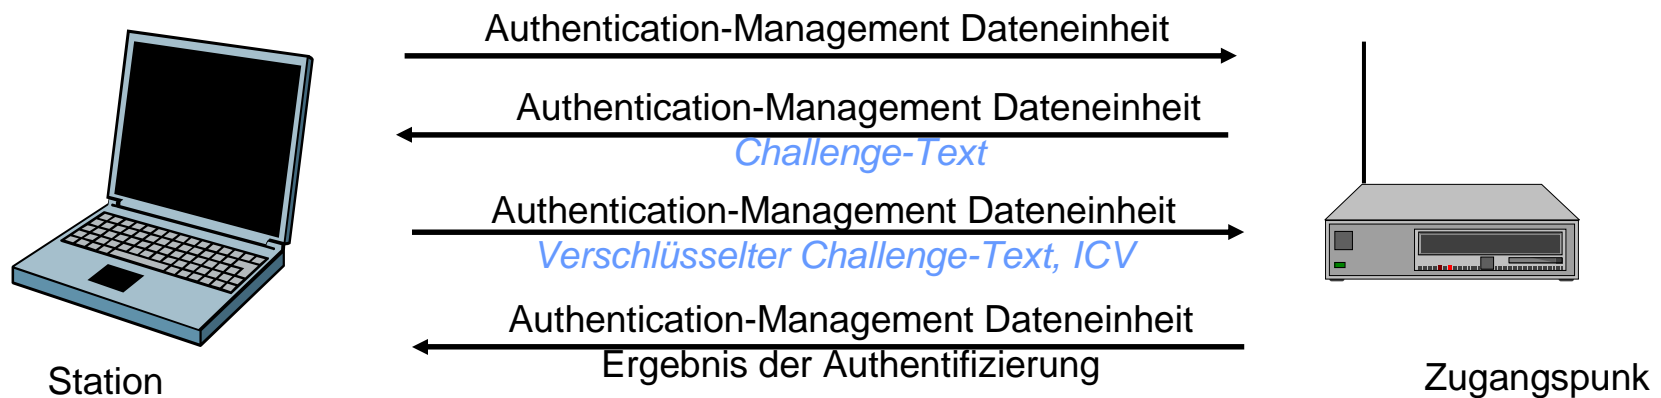 Authentication-Management Dateneinheit
Authentication-Management Dateneinheit
Challenge-Text
Authentication-Management Dateneinheit
Verschlüsselter Challenge-Text, ICV
Authentication-Management Dateneinheit
Ergebnis der Authentifizierung
Station
Zugangspunk